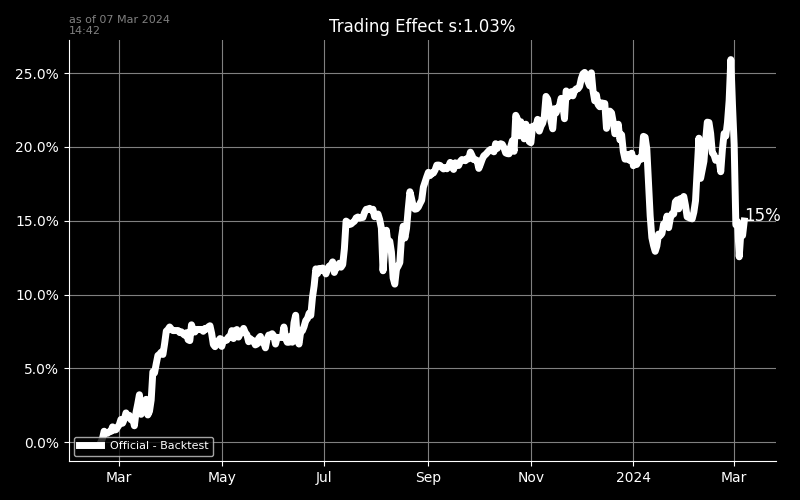 as of 07 Mar 2024
14:42
Trading Effect s:1.03%
25.0%
20.0%
15.0%
15%
10.0%
5.0%
0.0%
Official - Backtest
Mar May Jul Sep Nov 2024 Mar